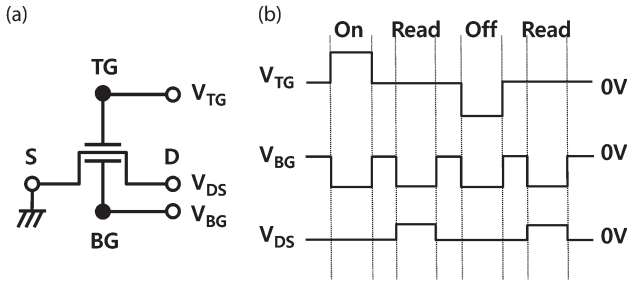 (a)
TG
V_TG
S
D
V_DS
V_BG
BG
(b)
On Read Off Read
V_TG 0V
V_BG 0V
V_DS 0V